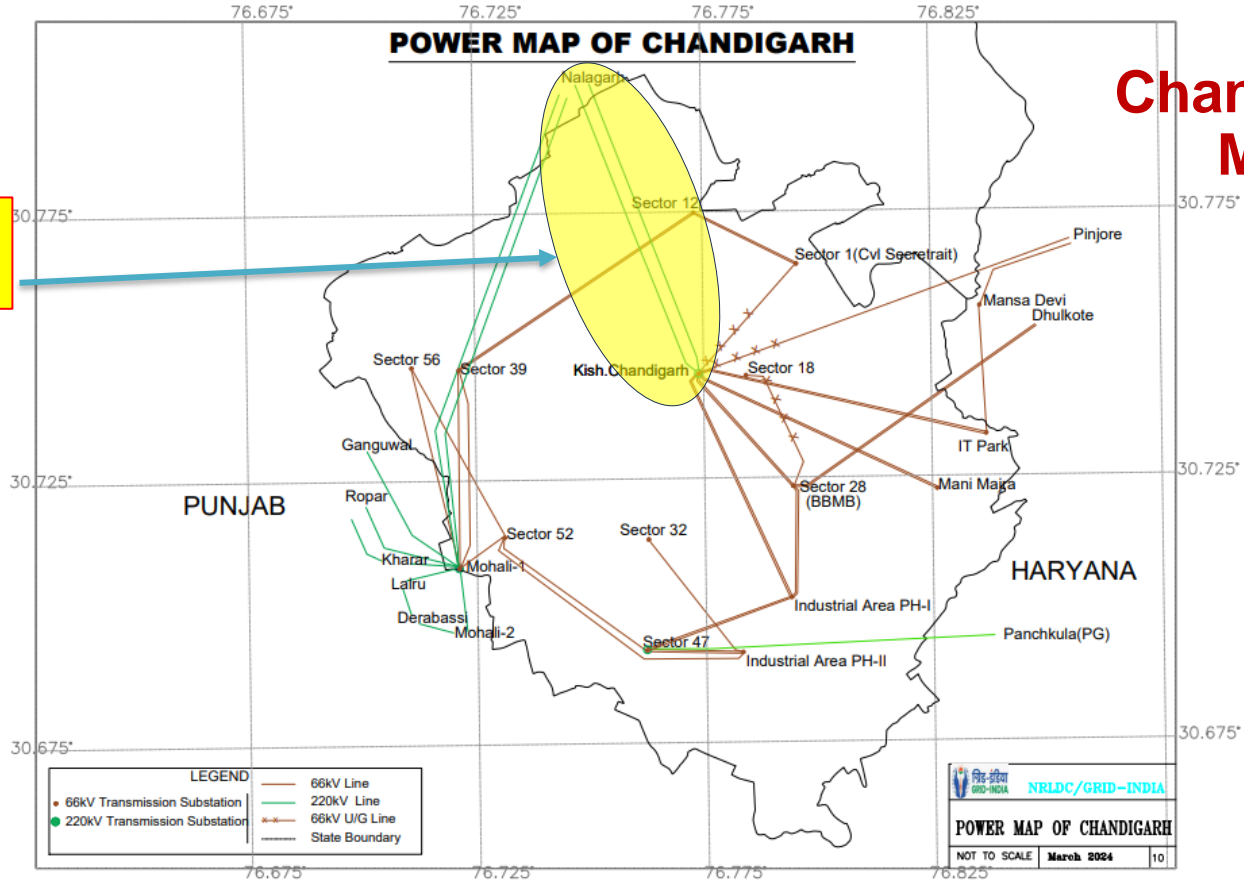 76.675°
76.725°
76.775°
76.825°
POWER MAP OF CHANDIGARH
Nalagarh
Chan
M
30.775°
30.775°
Sector 12
Pinjore
Sector 1(Cvl Secretrait)
Mansa Devi
Dhulkote
Sector 56
Sector 39
Kish.Chandigarh
Sector 18
Ganguwal
IT Park
30.725°
30.725°
Mani Majra
Sector 28
(BBMB)
PUNJAB
Ropar
Sector 52
Sector 32
Kharar
Mohali-1
HARYANA
Lalru
Industrial Area PH-I
Derabassi
Mohali-2
Sector 47
Panchkula(PG)
Industrial Area PH-II
30.675°
30.675°
LEGEND
66kV Transmission Substation
220kV Transmission Substation
66kV Line
220kV Line
66kV U/G Line
State Boundary
ग्रिड-इंडिया
GRID-INDIA
NRLDC/GRID-INDIA
POWER MAP OF CHANDIGARH
NOT TO SCALE
March 2024
10
76.675°
76.725°
76.775°
76.825°